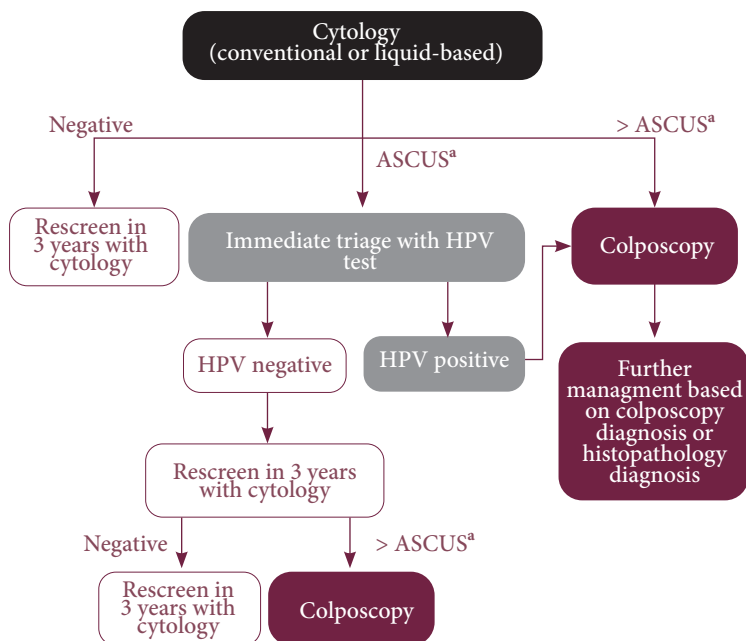 Cytology
(conventional or liquid-based)
Negative
ASCUSᵃ
> ASCUSᵃ
Rescreen in
3 years with
cytology
Immediate triage with HPV
test
Colposcopy
HPV negative
HPV positive
Further
managment based
on colposcopy
diagnosis or
histopathology
diagnosis
Rescreen in 3 years
with cytology
Negative
> ASCUSᵃ
Rescreen in
3 years with
cytology
Colposcopy